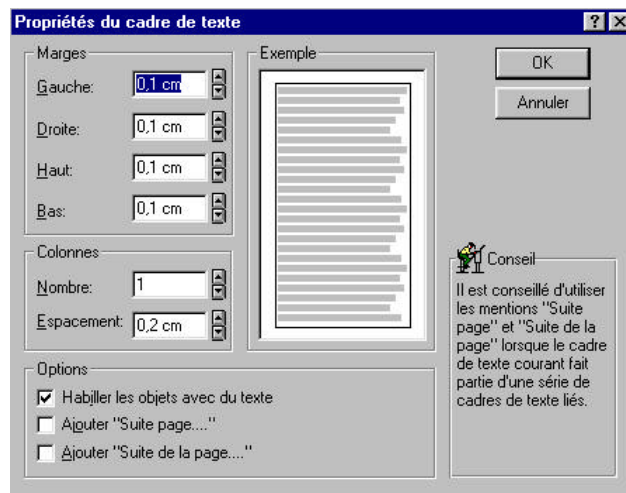 Propriétés du cadre de texte
Marges
Gauche: 0,1 cm
Droite: 0,1 cm
Haut: 0,1 cm
Bas: 0,1 cm
Colonnes
Nombre: 1
Espacement: 0,2 cm
Exemple
OK
Annuler
Conseil
Il est conseillé d'utiliser
les mentions "Suite
page" et "Suite de la
page" lorsque le cadre
de texte courant fait
partie d'une série de
cadres de texte liés.
Options
Habiller les objets avec du texte
Ajouter "Suite page...."
Ajouter "Suite de la page...."